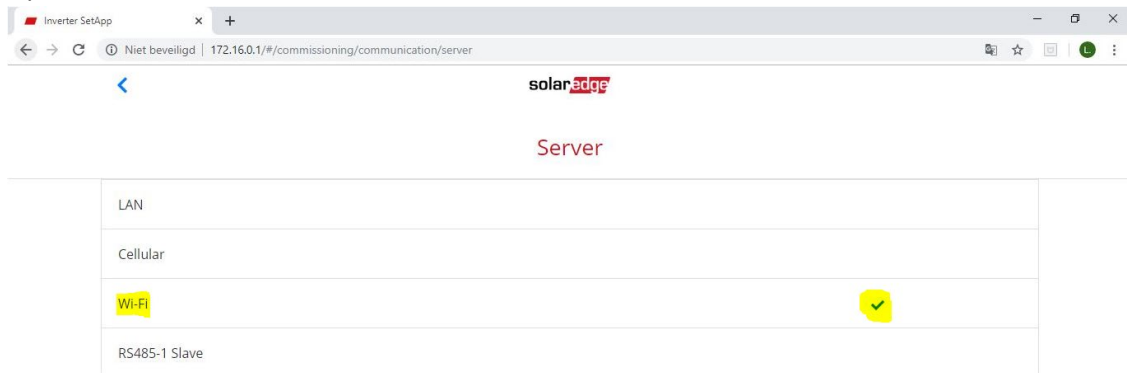 Inverter SetApp
Niet beveiligd | 172.16.0.1/#/commissioning/communication/server
L
solaredge
Server
LAN
Cellular
Wi-Fi
RS485-1 Slave